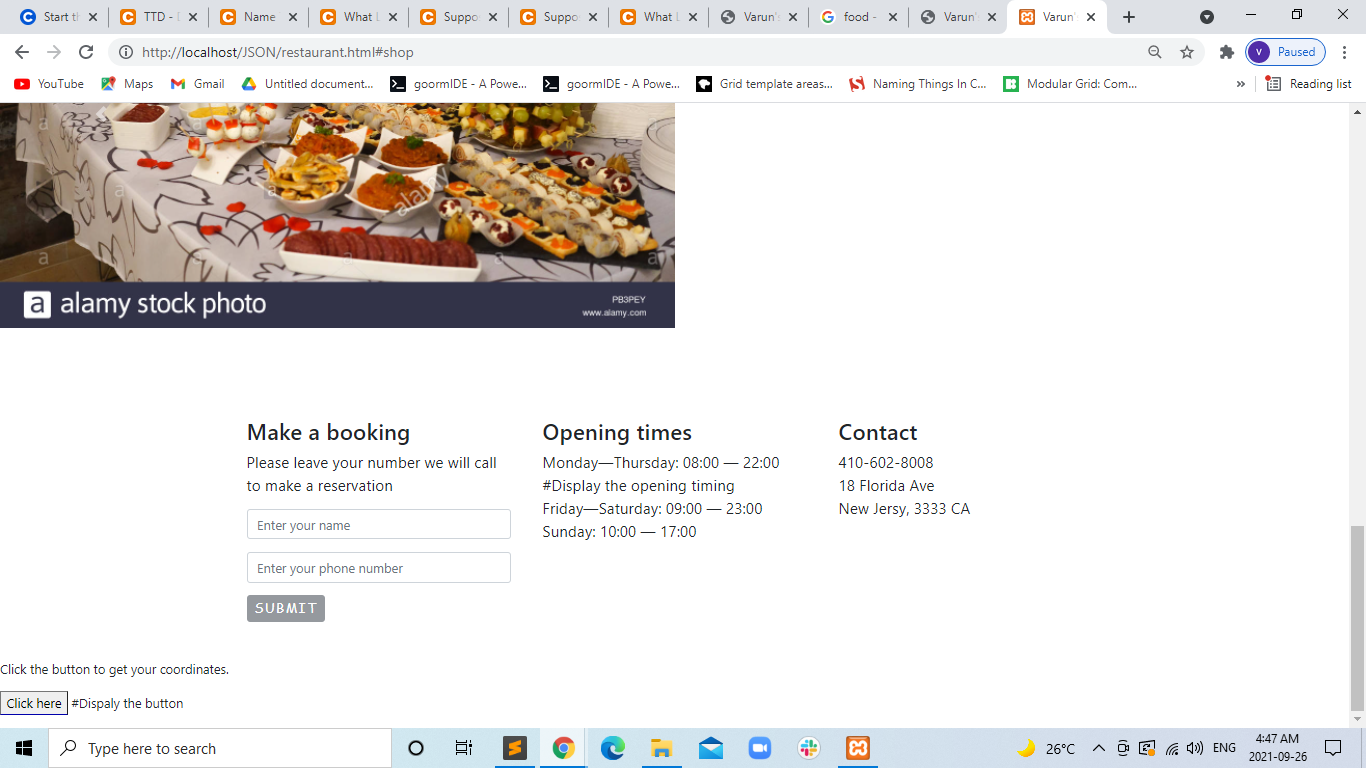 Start t
TTD -
Name
What L
Suppo
Suppo
What L
Varun's
food -
Varun'
Varun'
http://localhost/JSON/restaurant.html#shop
V Paused
YouTube
Maps
Gmail
Untitled document...
goormIDE - A Powe...
goormIDE - A Powe...
Grid template areas...
Naming Things In C...
Modular Grid: Com...
»
Reading list
a
alamy
a alamy stock photo
PB3PEY
www.alamy.com
Make a booking
Please leave your number we will call
to make a reservation
Enter your name
Enter your phone number
SUBMIT
Opening times
Monday—Thursday: 08:00 — 22:00
#Display the opening timing
Friday—Saturday: 09:00 — 23:00
Sunday: 10:00 — 17:00
Contact
410-602-8008
18 Florida Ave
New Jersy, 3333 CA
Click the button to get your coordinates.
Click here #Dispaly the button
Type here to search
26°C
ENG
4:47 AM
2021-09-26